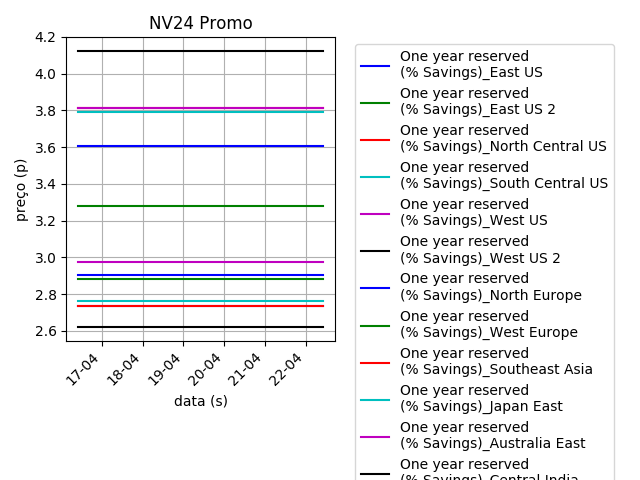 NV24 Promo
4.2
4.0
3.8
3.6
3.4
3.2
3.0
2.8
2.6
preço (p)
17-04
18-04
19-04
20-04
21-04
22-04
data (s)
One year reserved
(% Savings)_East US
One year reserved
(% Savings)_East US 2
One year reserved
(% Savings)_North Central US
One year reserved
(% Savings)_South Central US
One year reserved
(% Savings)_West US
One year reserved
(% Savings)_West US 2
One year reserved
(% Savings)_North Europe
One year reserved
(% Savings)_West Europe
One year reserved
(% Savings)_Southeast Asia
One year reserved
(% Savings)_Japan East
One year reserved
(% Savings)_Australia East
One year reserved
(% Savings)_Central India